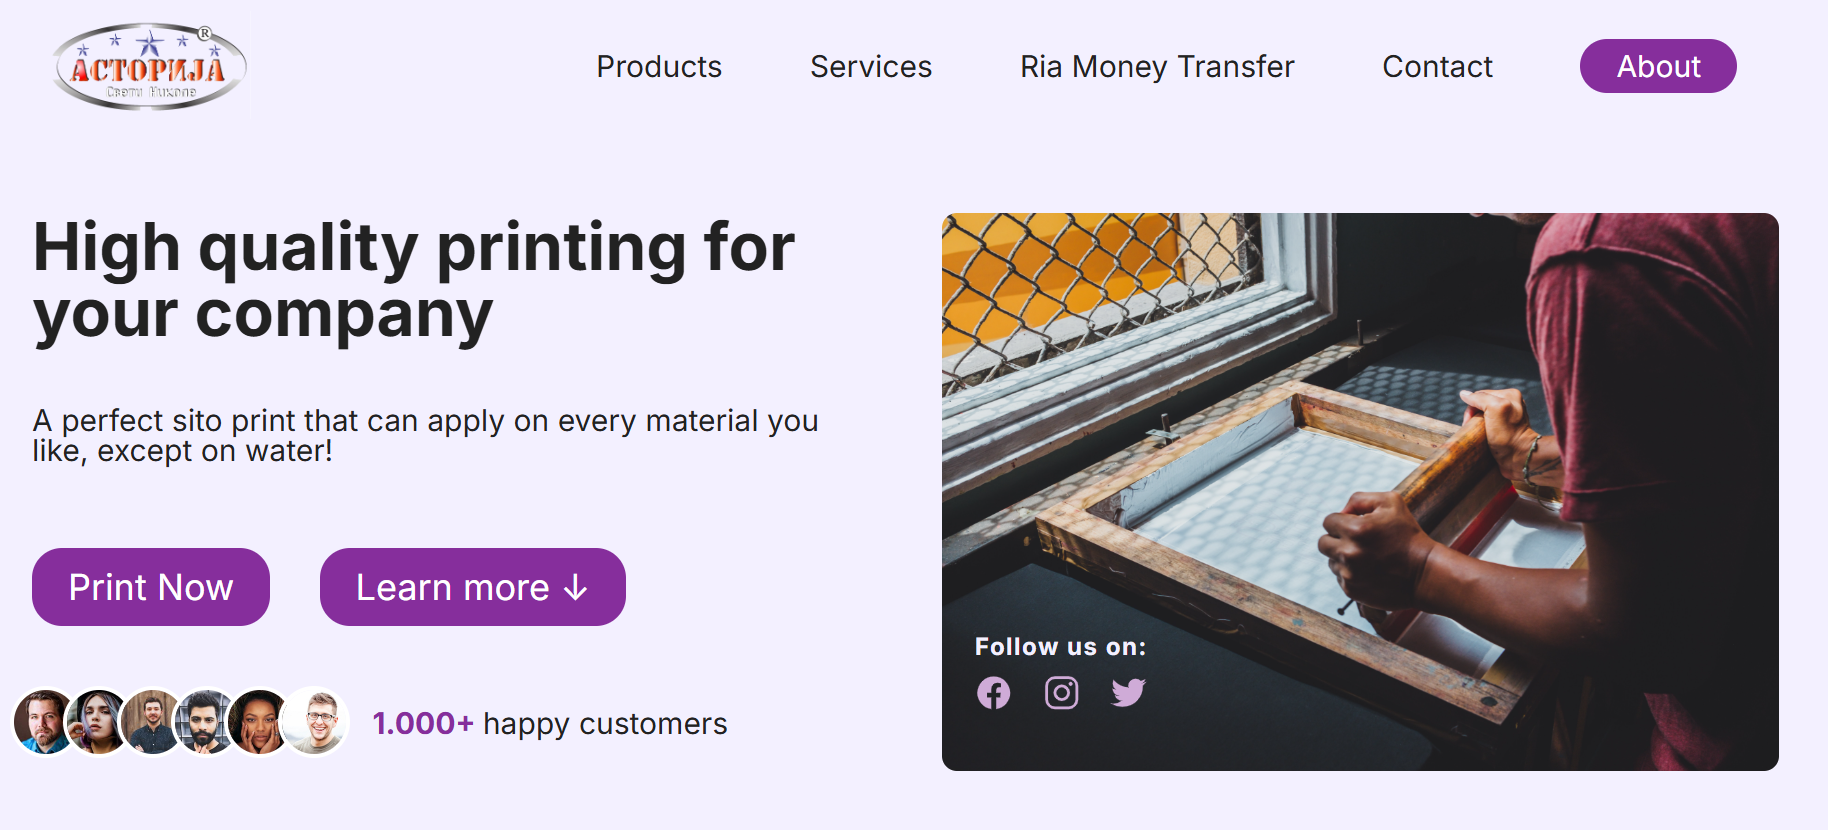 ®
АСТОРИЈА
Свети Николе
Products
Services
Ria Money Transfer
Contact
About
High quality printing for
your company
A perfect sito print that can apply on every material you
like, except on water!
Print Now
Learn more ↓
1.000+ happy customers
Follow us on: